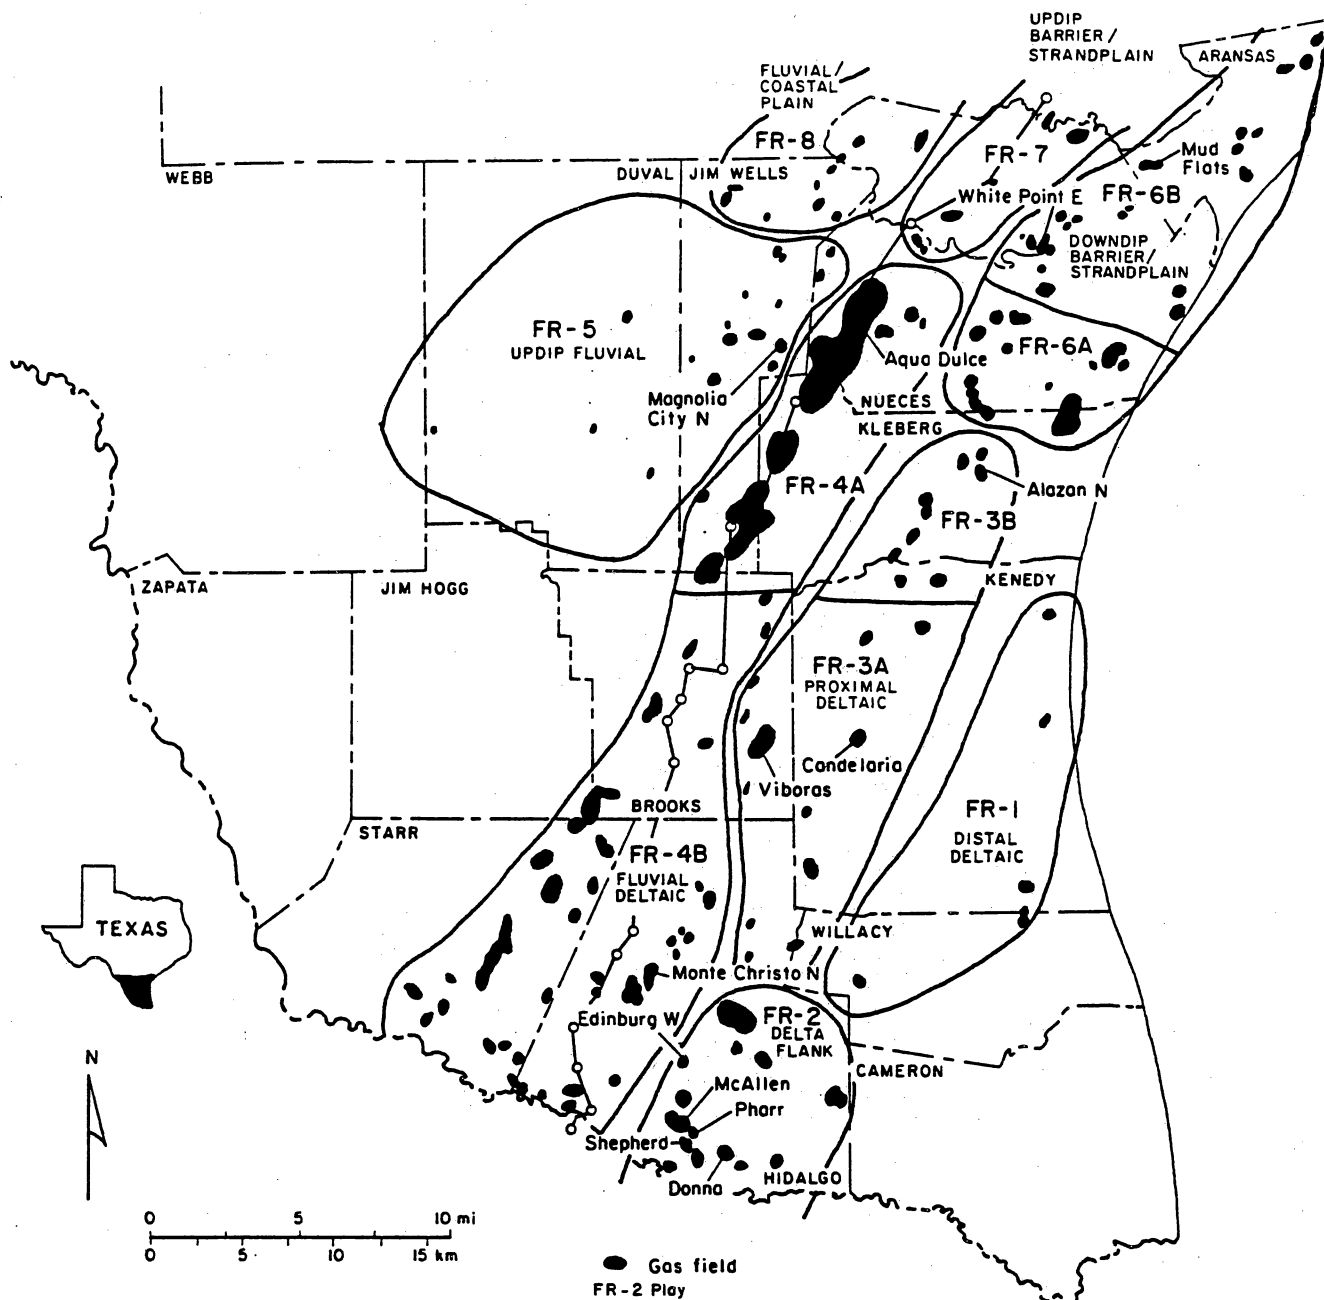 UPDIP
BARRIER/
STRANDPLAIN
ARANSAS
FLUVIAL/
COASTAL
PLAIN
FR-8
FR-7
Mud
Flats
WEBB
DUVAL
JIM WELLS
White Point E
FR-6B
DOWNDIP
BARRIER/
STRANDPLAIN
FR-5
UPDIP FLUVIAL
Aqua Dulce
FR-6A
Magnolia
City N
NUECES
KLEBERG
FR-4A
Alazan N
FR-3B
ZAPATA
JIM HOGG
KENEDY
FR-3A
PROXIMAL
DELTAIC
Candelaria
Viboras
BROOKS
FR-1
DISTAL
DELTAIC
STARR
FR-4B
FLUVIAL
DELTAIC
TEXAS
WILLACY
Monte Christo N
Edinburg W
FR-2
DELTA
FLANK
N
CAMERON
McAllen
Pharr
Shepherd
Donna
HIDALGO
0 5 10 mi
0 5 10 15 km
Gas field
FR-2 Play